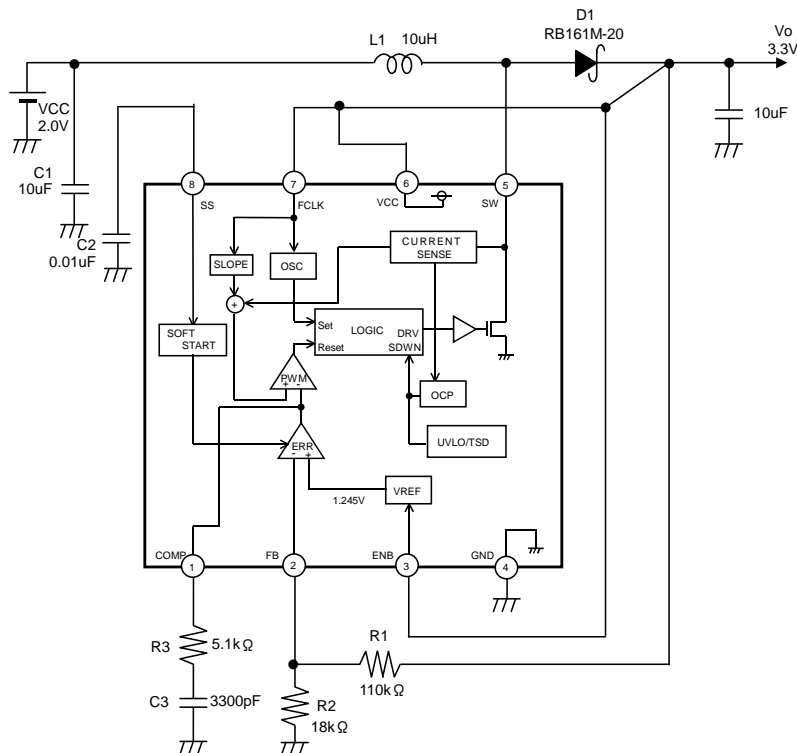 D1
RB161M-20
L1 10uH
Vo
3.3V
VCC
2.0V
10uF
C1
10uF
C2
0.01uF
8
7
6
5
SS
FCLK
VCC
SW
SLOPE
OSC
CURRENT
SENSE
+
SOFT
START
Set
LOGIC
DRV
Reset
SDWN
PWM
+ -
OCP
ERR
- +
UVLO/TSD
1.245V
VREF
COMP
FB
ENB
GND
1
2
3
4
R3
5.1kΩ
R1
110kΩ
C3
3300pF
R2
18kΩ